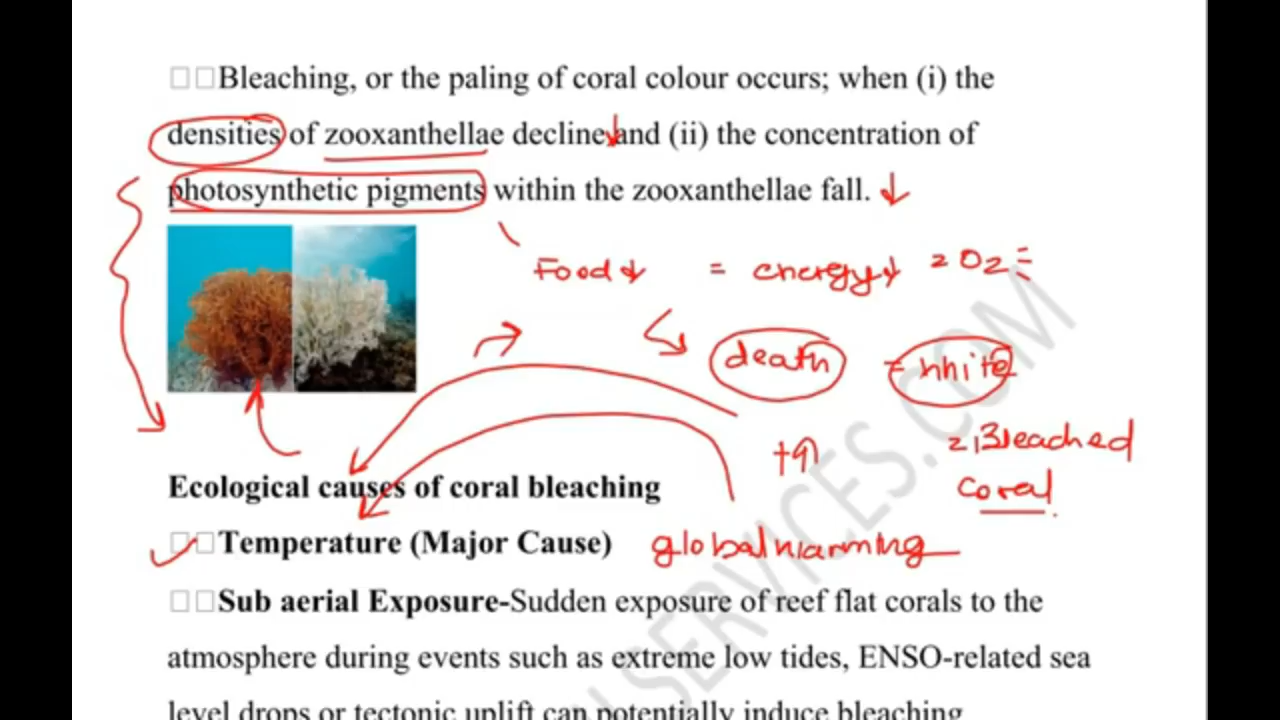 Bleaching, or the paling of coral colour occurs; when (i) the
densities of zooxanthellae decline and (ii) the concentration of
photosynthetic pigments within the zooxanthellae fall.
Food ↓ = energy ↓ = O2 =
death = white
+↑ = Bleached
coral
Ecological causes of coral bleaching
Temperature (Major Cause) global warming
Sub aerial Exposure-Sudden exposure of reef flat corals to the
atmosphere during events such as extreme low tides, ENSO-related sea
level drops or tectonic uplift can potentially induce bleaching
SERVICES.COM